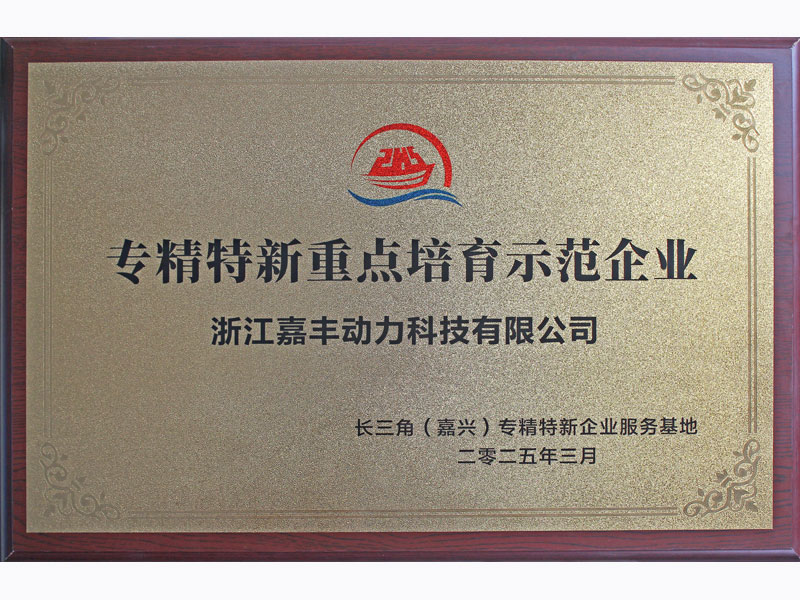 专精特新重点培育示范企业
浙江嘉丰动力科技有限公司
长三角（嘉兴）专精特新企业服务基地
二零二五年三月